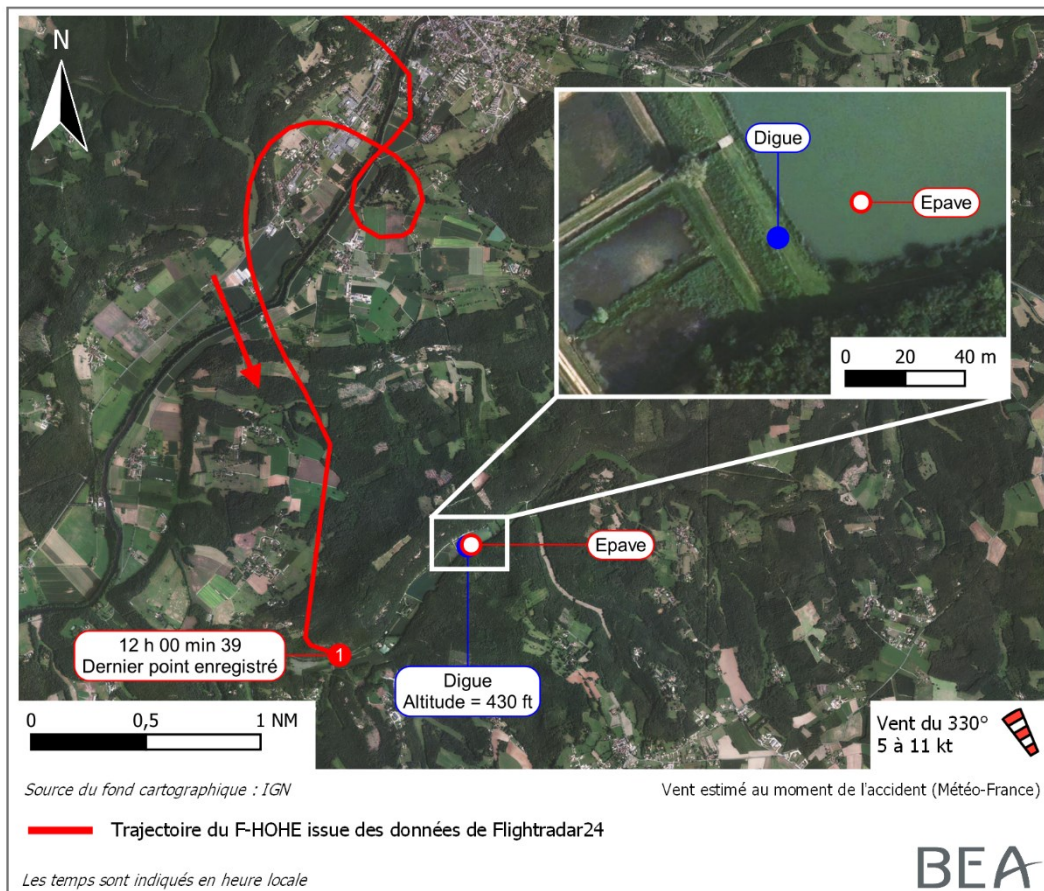 N
Digue
Epave
0 20 40 m
Epave
12 h 00 min 39
Dernier point enregistré
1
Digue
Altitude = 430 ft
0 0,5 1 NM
Vent du 330°
5 à 11 kt
Source du fond cartographique : IGN
Vent estimé au moment de l'accident (Météo-France)
Trajectoire du F-HOHE issue des données de Flightradar24
Les temps sont indiqués en heure locale
BEA